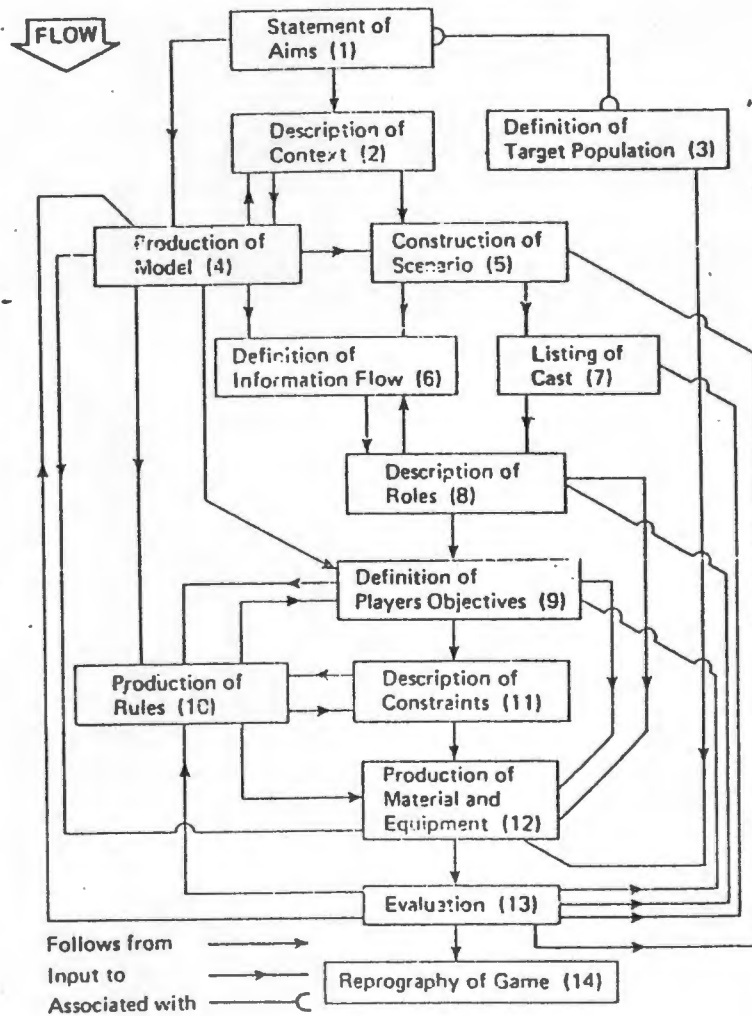 FLOW
Statement of
Aims (1)
Description of
Context (2)
Definition of
Target Population (3)
Production of
Model (4)
Construction of
Scenario (5)
Definition of
Information Flow (6)
Listing of
Cast (7)
Description of
Roles (8)
Definition of
Players Objectives (9)
Production of
Rules (10)
Description of
Constraints (11)
Production of
Material and
Equipment (12)
Evaluation (13)
Reprography of Game (14)
Follows from
Input to
Associated with